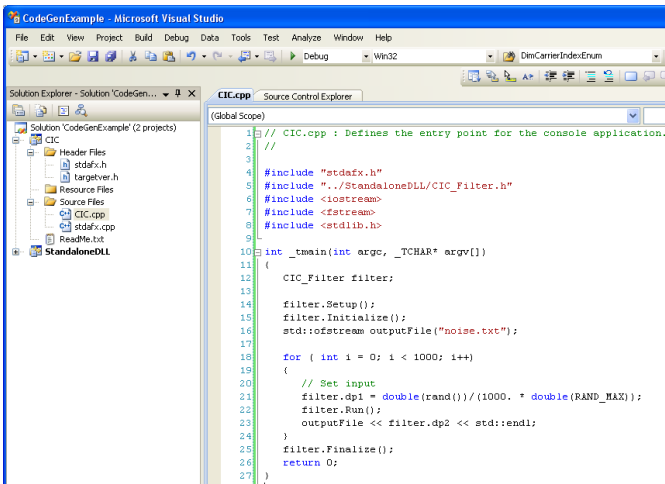 CodeGenExample - Microsoft Visual Studio
File Edit View Project Build Debug Data Tools Test Analyze Window Help
Debug Win32 DimCarrierIndexEnum
Solution Explorer - Solution 'CodeGen...
CIC.cpp Source Control Explorer
(Global Scope)
Solution 'CodeGenExample' (2 projects)
CIC
Header Files
stdafx.h
targetver.h
Resource Files
Source Files
CIC.cpp
stdafx.cpp
ReadMe.txt
StandaloneDLL
1 // CIC.cpp : Defines the entry point for the console application.
2 //
3
4 #include "stdafx.h"
5 #include "../StandaloneDLL/CIC_Filter.h"
6 #include <iostream>
7 #include <fstream>
8 #include <stdlib.h>
9
10 int _tmain(int argc, _TCHAR* argv[])
11 {
12 CIC_Filter filter;
13
14 filter.Setup();
15 filter.Initialize();
16 std::ofstream outputFile("noise.txt");
17
18 for ( int i = 0; i < 1000; i++)
19 {
20 // Set input
21 filter.dp1 = double(rand())/(1000. * double(RAND_MAX));
22 filter.Run();
23 outputFile << filter.dp2 << std::endl;
24 }
25 filter.Finalize();
26 return 0;
27 }